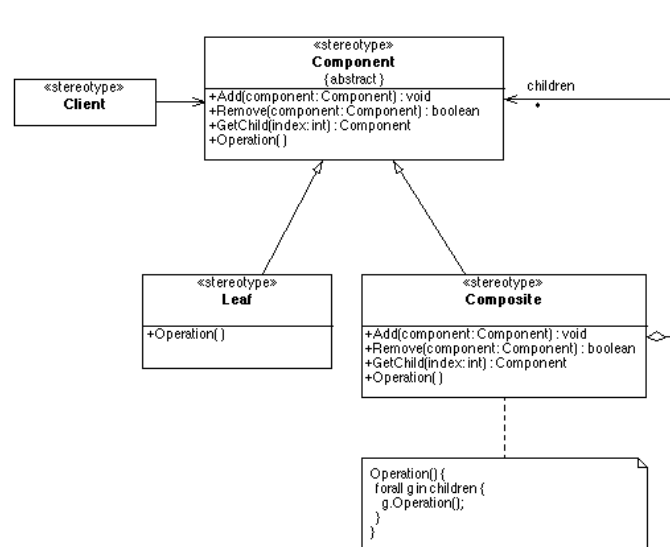 «stereotype»
Component
{abstract}
+Add(component: Component) : void
+Remove(component: Component) : boolean
+GetChild(index: int) : Component
+Operation( )
«stereotype»
Client
children
*
«stereotype»
Leaf
+Operation( )
«stereotype»
Composite
+Add(component: Component) : void
+Remove(component: Component) : boolean
+GetChild(index: int) : Component
+Operation( )
Operation() {
forall g in children {
g.Operation();
}
}